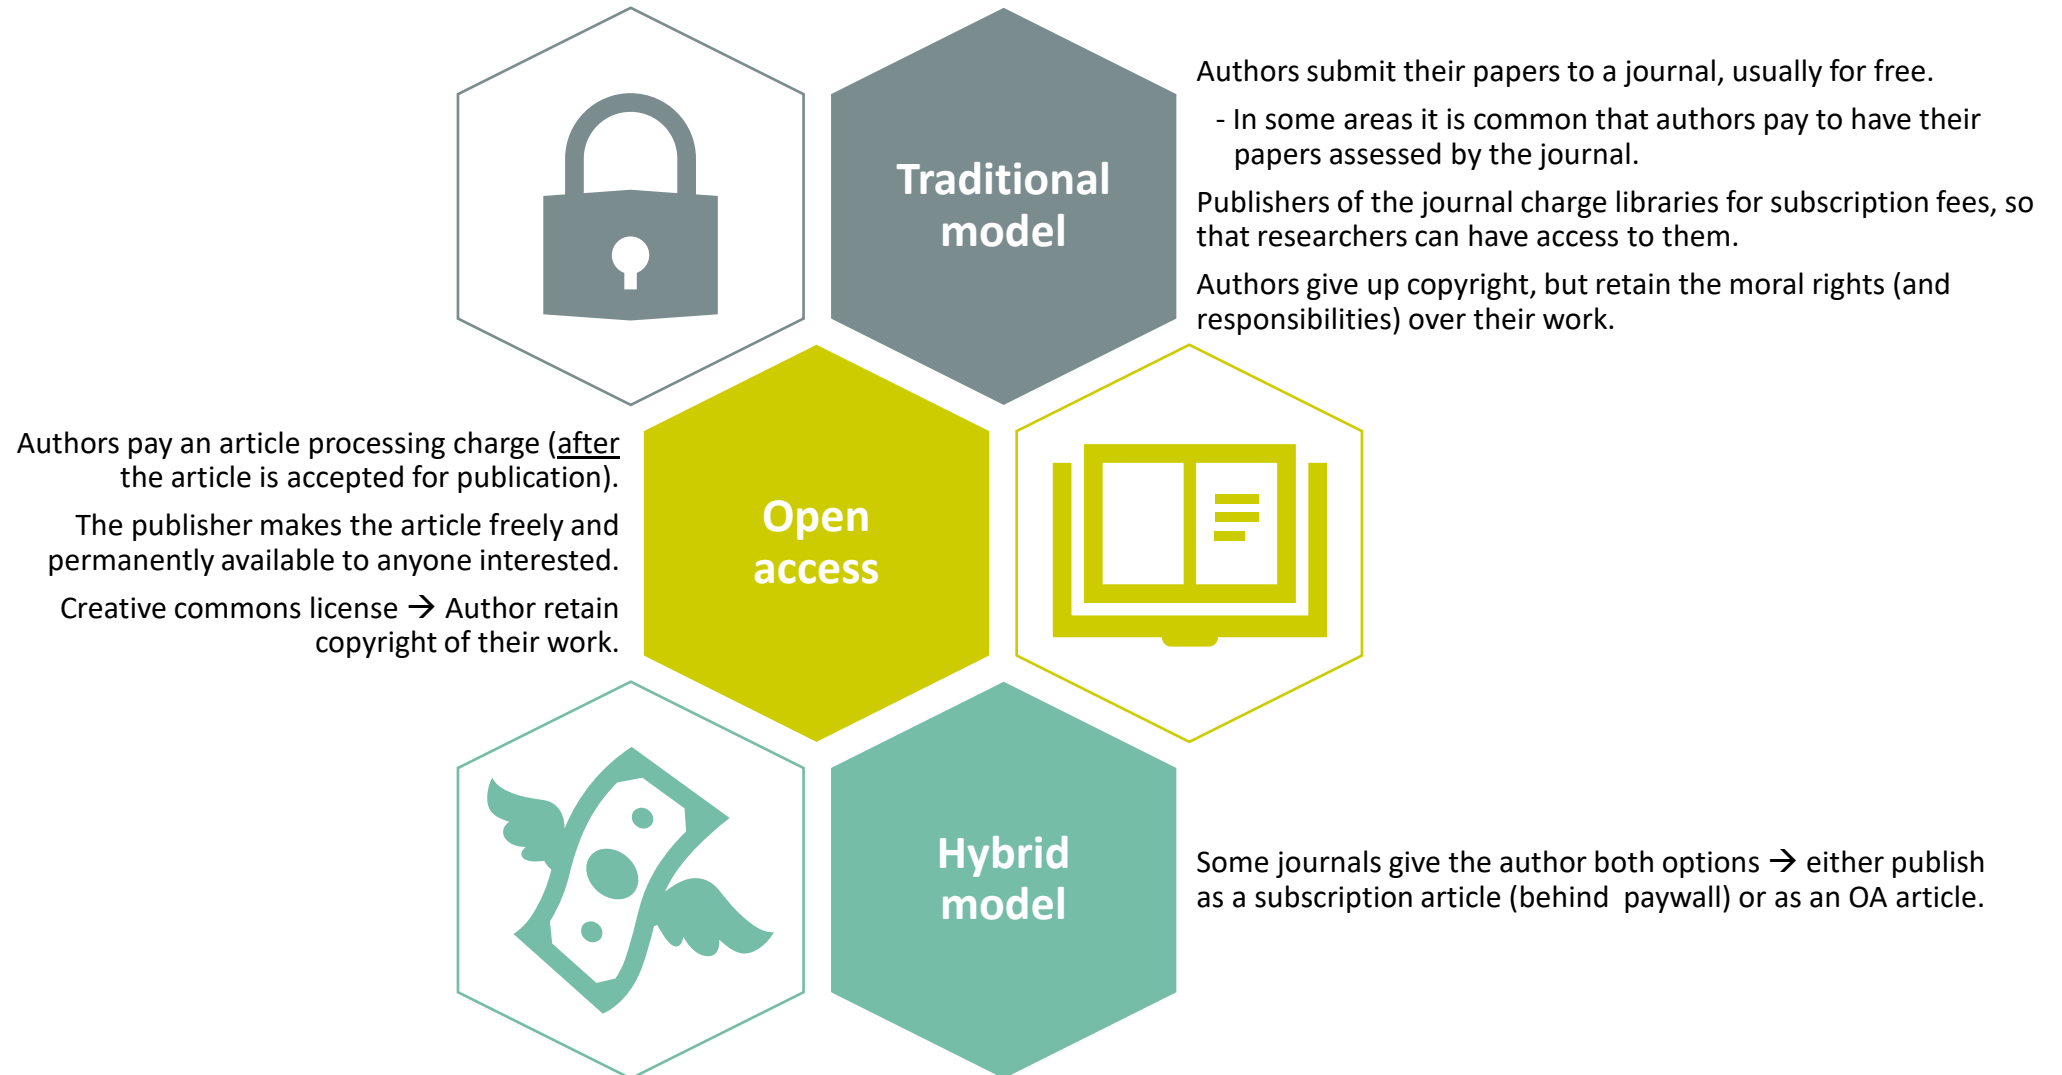 Traditional
model
Authors submit their papers to a journal, usually for free.
- In some areas it is common that authors pay to have their
papers assessed by the journal.
Publishers of the journal charge libraries for subscription fees, so
that researchers can have access to them.
Authors give up copyright, but retain the moral rights (and
responsibilities) over their work.
Authors pay an article processing charge (after
the article is accepted for publication).
The publisher makes the article freely and
permanently available to anyone interested.
Creative commons license → Author retain
copyright of their work.
Open
access
Hybrid
model
Some journals give the author both options → either publish
as a subscription article (behind  paywall) or as an OA article.